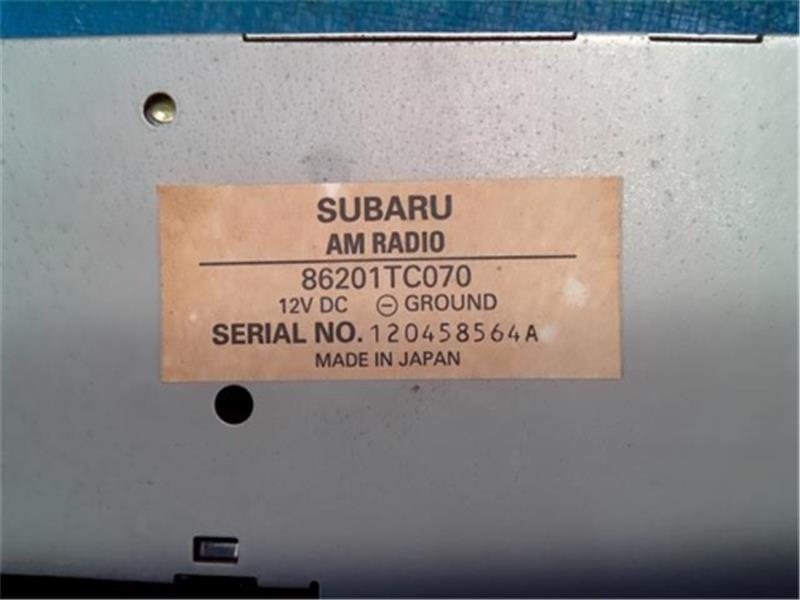 SUBARU
AM RADIO
86201TC070
12V DC ⊖ GROUND
SERIAL NO. 120458564A
MADE IN JAPAN